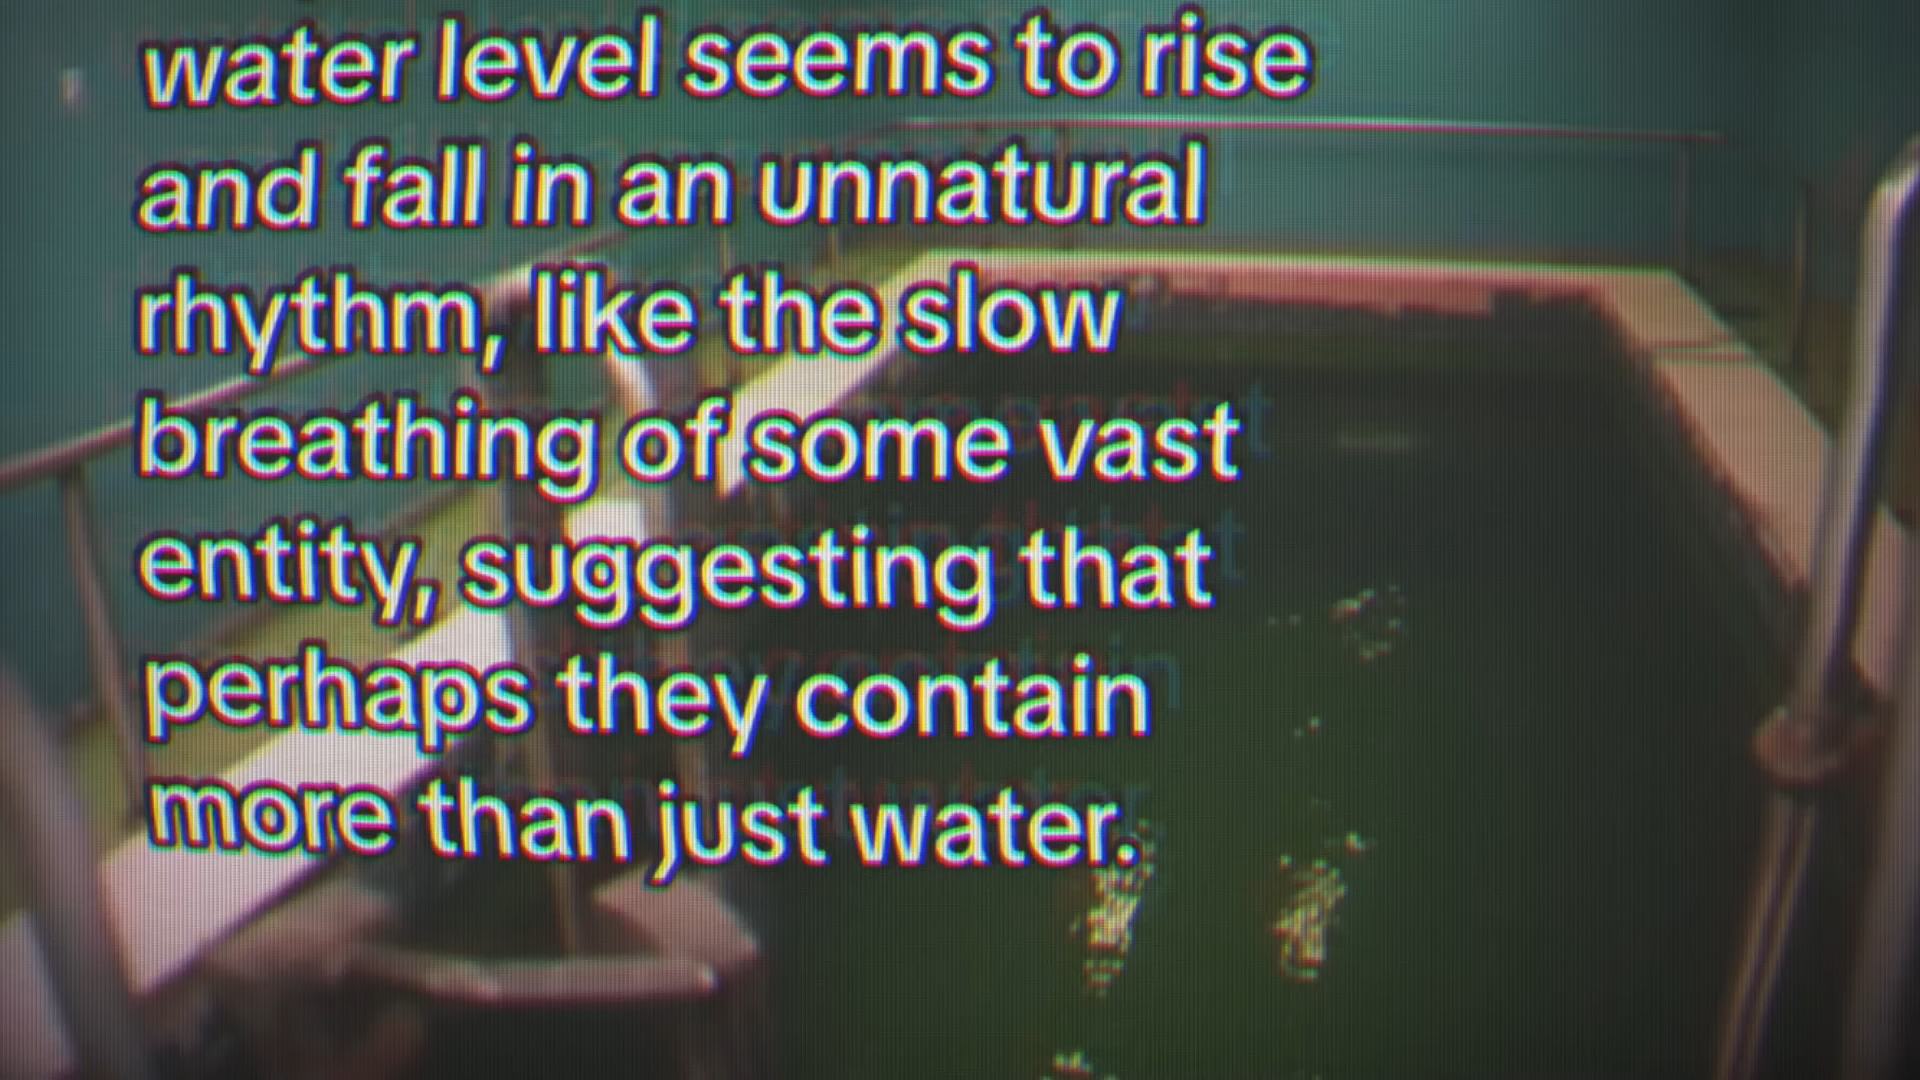 water level seems to rise
and fall in an unnatural
rhythm, like the slow
breathing of some vast
entity, suggesting that
perhaps they contain
more than just water.